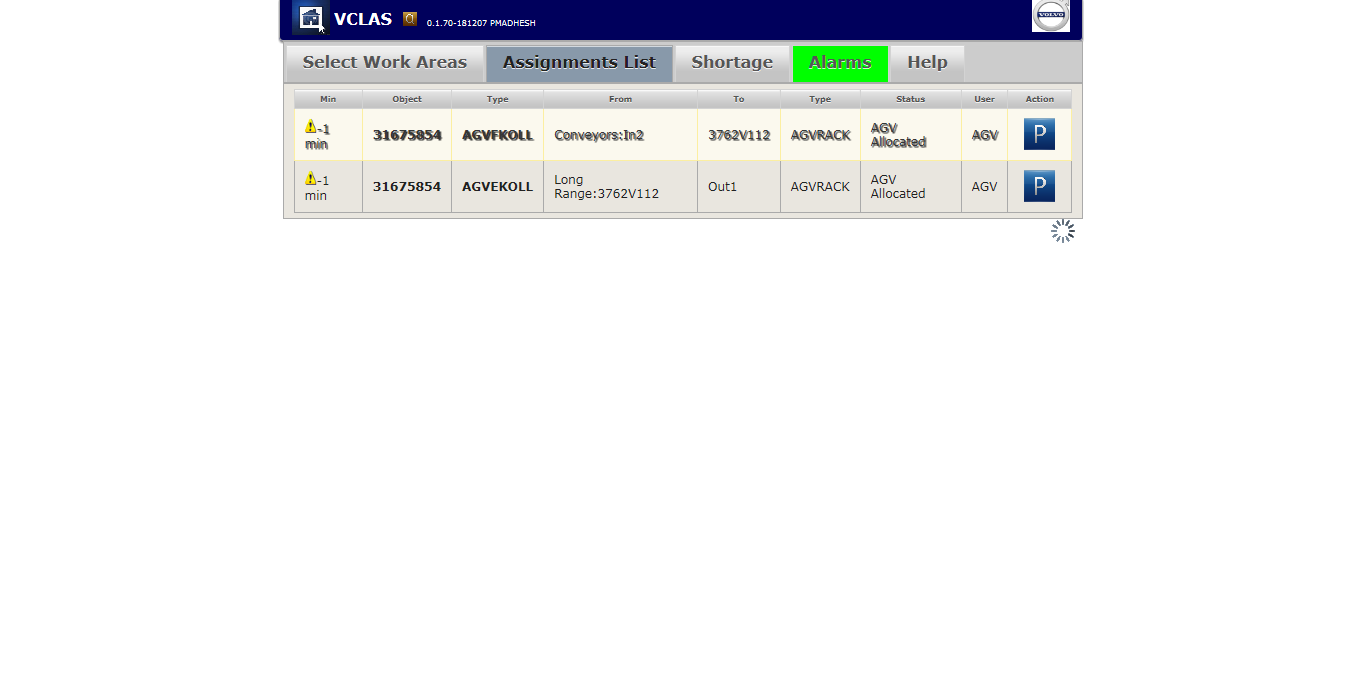 VCLAS 0.1.70-181207 PMADHESH
VOLVO
Select Work Areas Assignments List Shortage Alarms Help
Min Object Type From To Type Status User Action
-1 min 31675854 AGVFKOLL Conveyors:In2 3762V112 AGVRACK AGV Allocated AGV P
-1 min 31675854 AGVEKOLL Long Range:3762V112 Out1 AGVRACK AGV Allocated AGV P